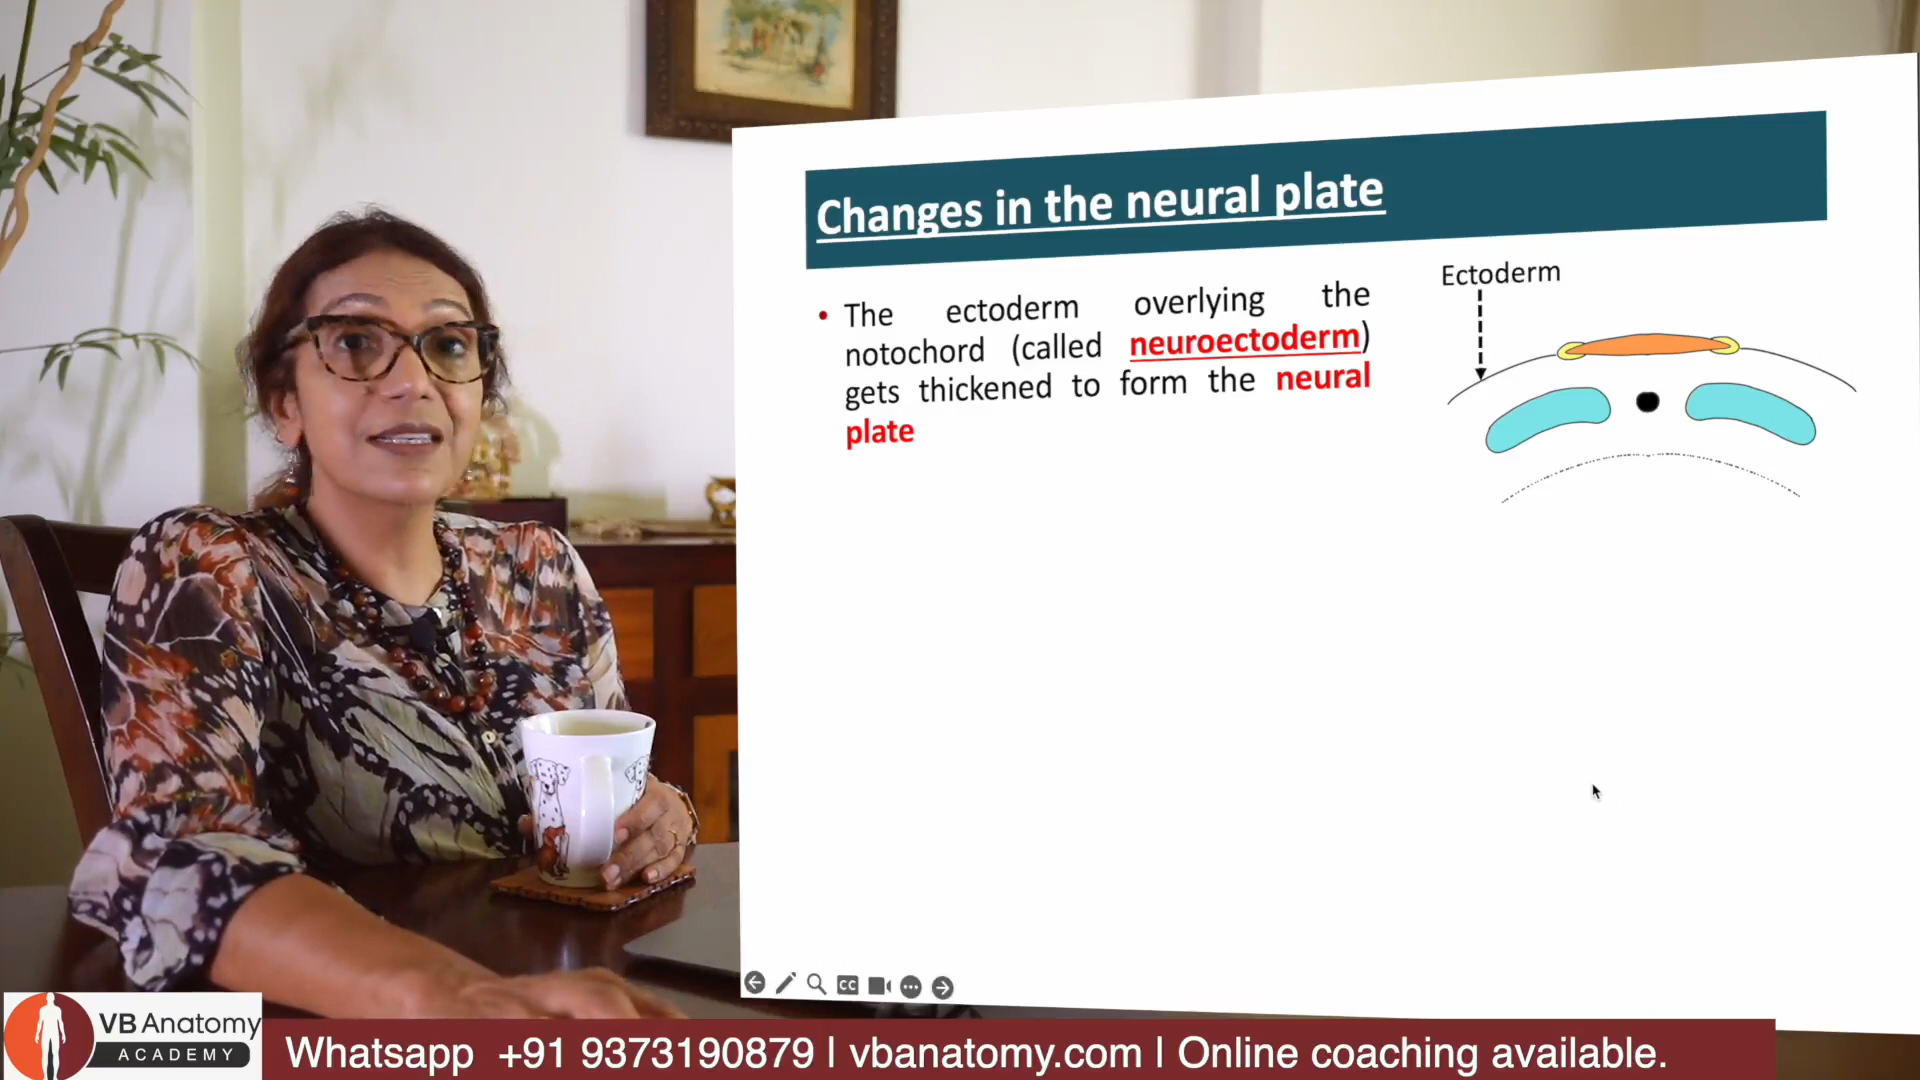 Changes in the neural plate
• The ectoderm overlying the
notochord (called neuroectoderm)
gets thickened to form the neural
plate
Ectoderm
CC
VB Anatomy
ACADEMY
Whatsapp +91 9373190879 | vbanatomy.com | Online coaching available.